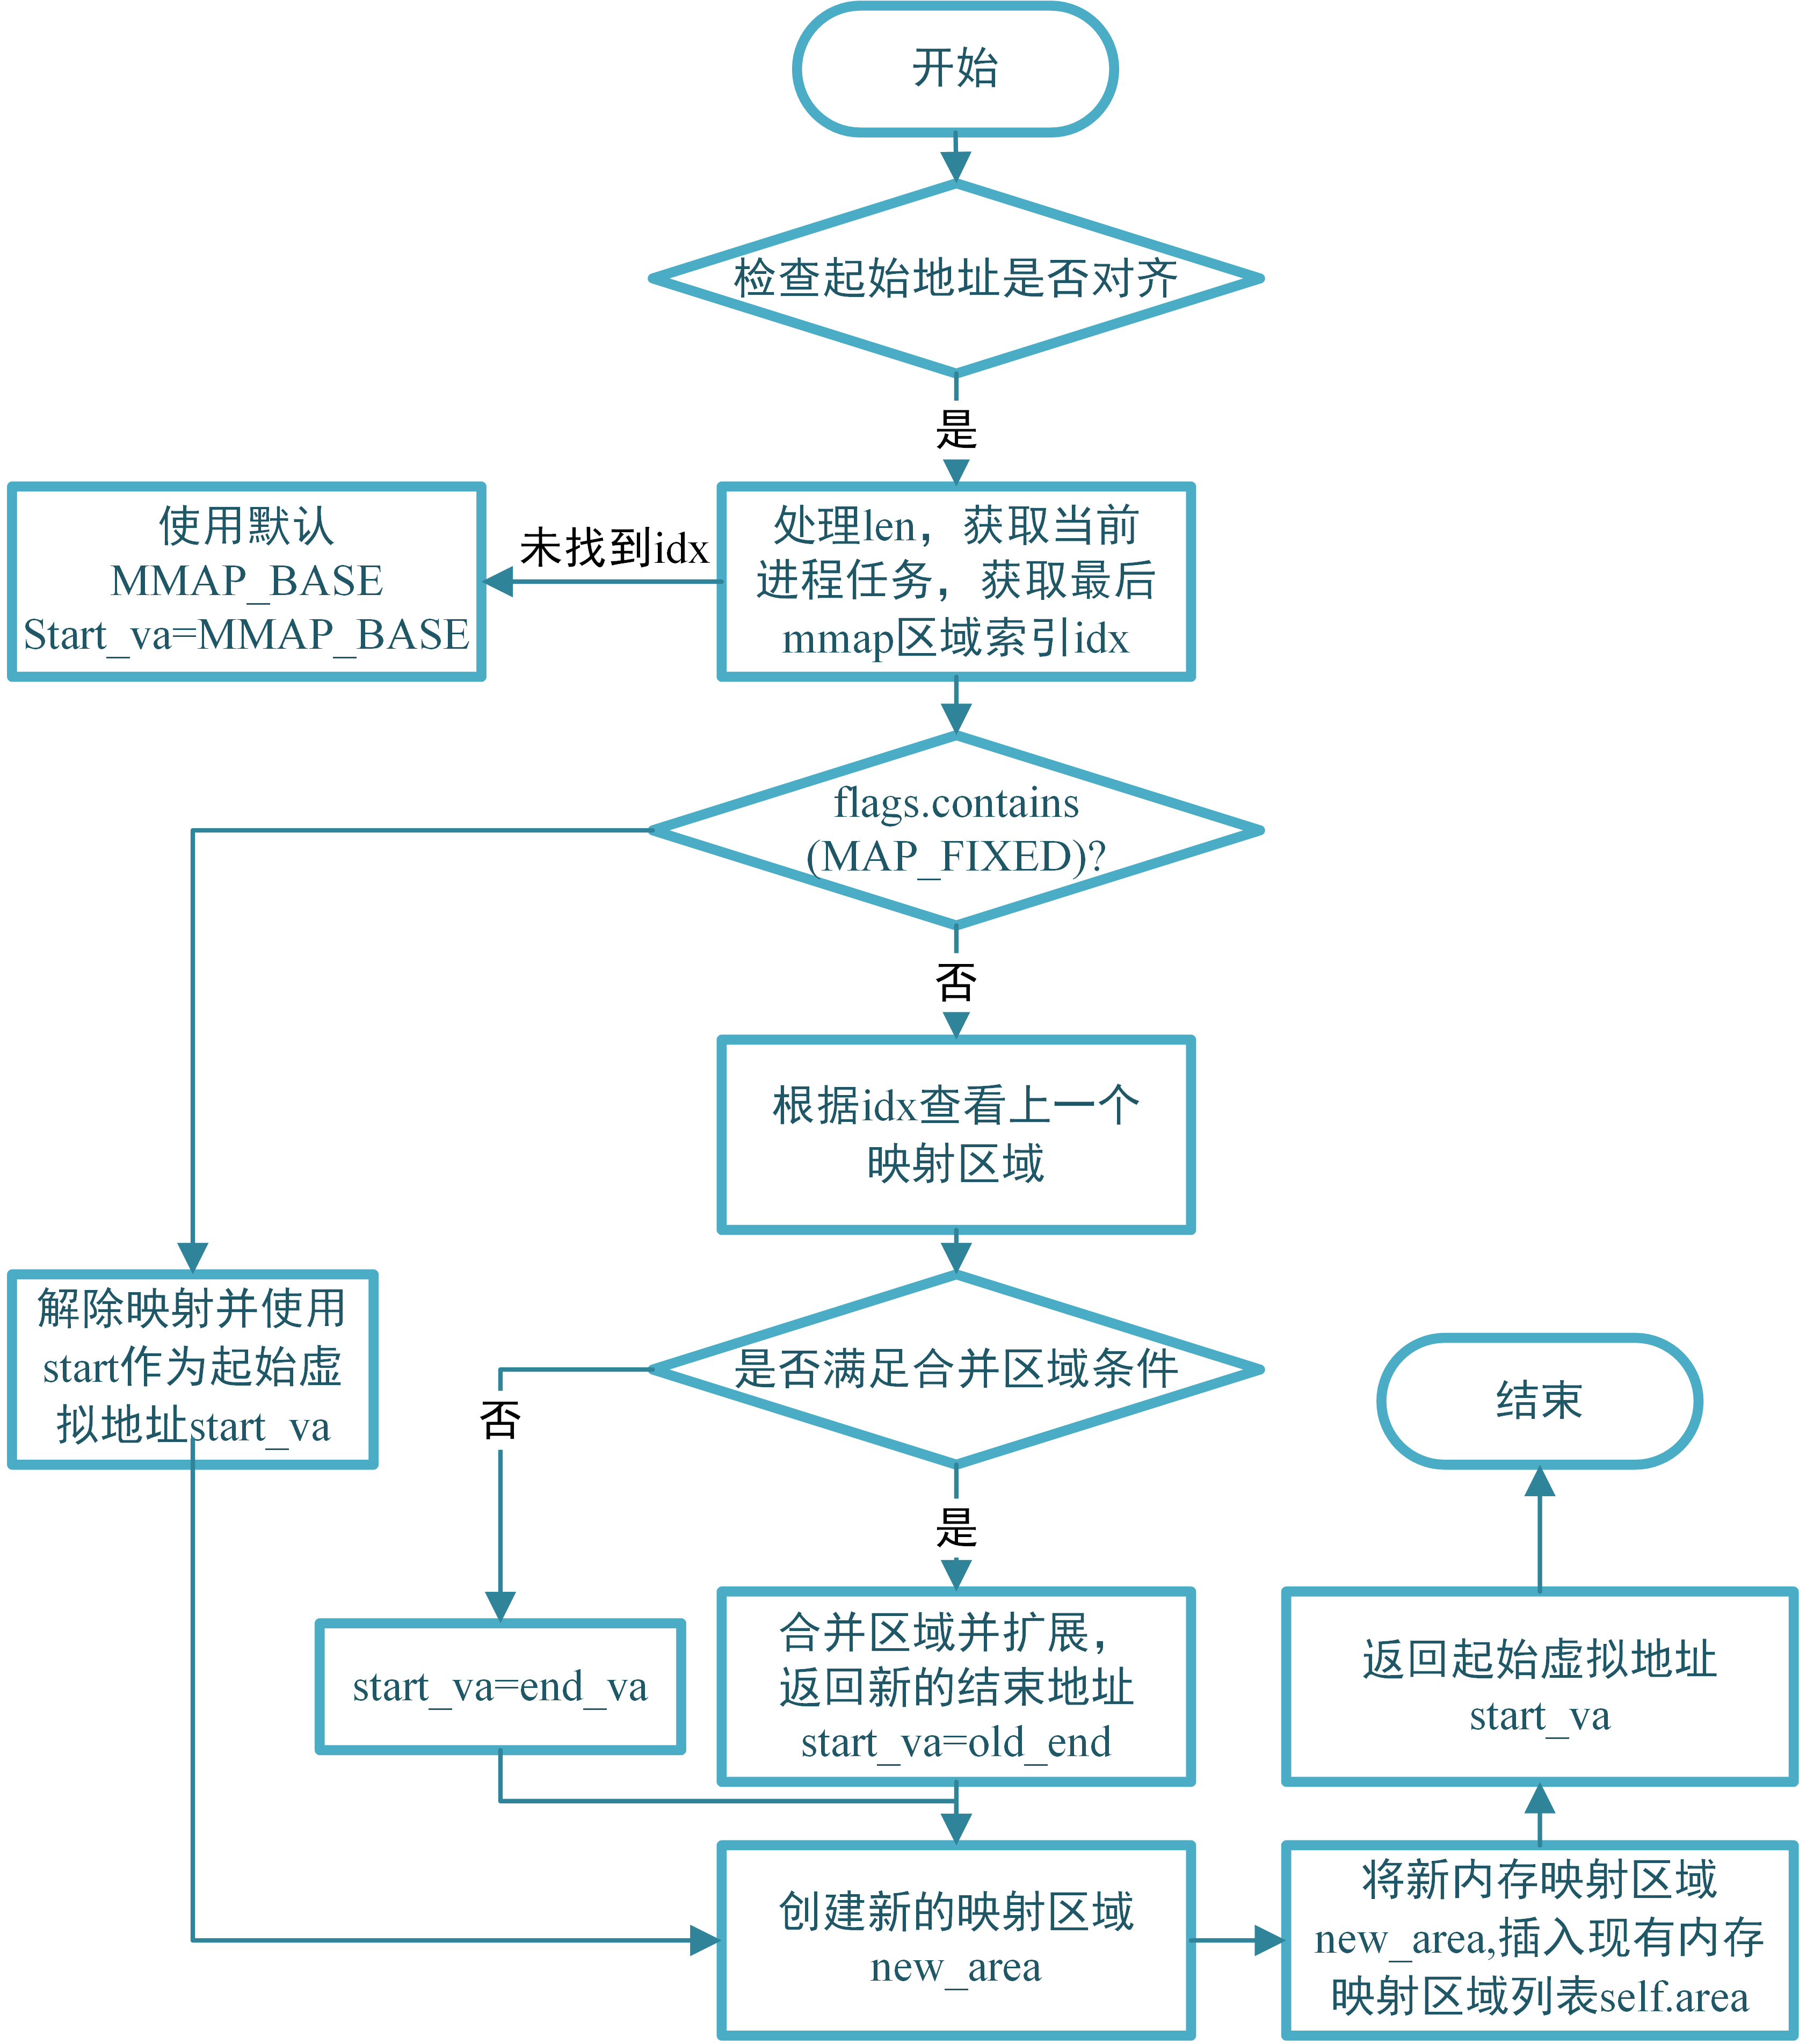 开始
检查起始地址是否对齐
是
使用默认
MMAP_BASE
Start_va=MMAP_BASE
未找到idx
处理len，获取当前
进程任务，获取最后
mmap区域索引idx
flags.contains
(MAP_FIXED)?
否
根据idx查看上一个
映射区域
解除映射并使用
start作为起始虚
拟地址start_va
是否满足合并区域条件
否
是
结束
start_va=end_va
合并区域并扩展，
返回新的结束地址
start_va=old_end
返回起始虚拟地址
start_va
创建新的映射区域
new_area
将新内存映射区域
new_area,插入现有内存
映射区域列表self.area